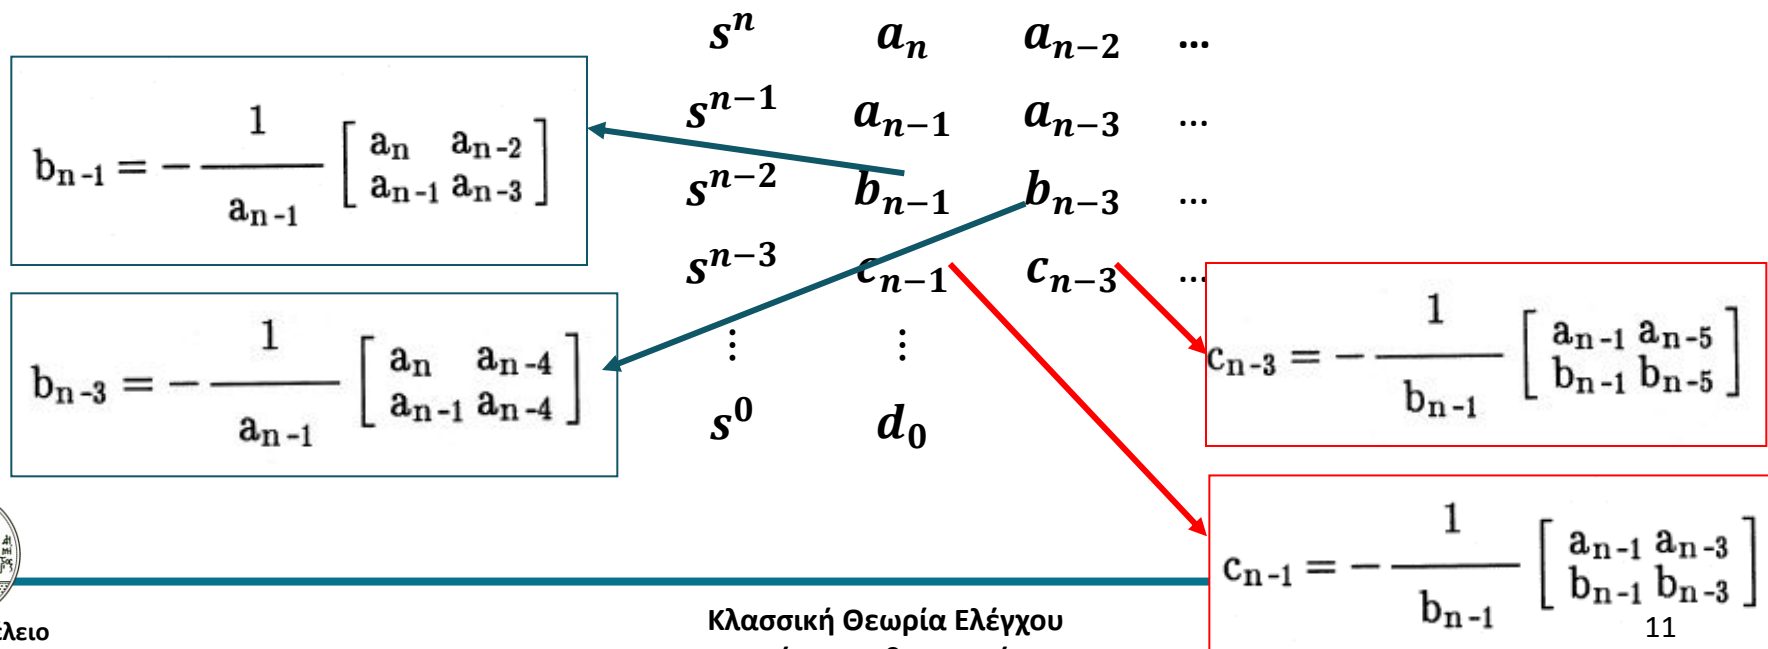 sⁿ aₙ aₙ₋₂ ...
sⁿ⁻¹ aₙ₋₁ aₙ₋₃ ...
sⁿ⁻² bₙ₋₁ bₙ₋₃ ...
sⁿ⁻³ cₙ₋₁ cₙ₋₃ ...
⋮ ⋮
s⁰ d₀
bₙ₋₁ = − 1/aₙ₋₁ [ aₙ aₙ₋₂
aₙ₋₁ aₙ₋₃ ]
bₙ₋₃ = − 1/aₙ₋₁ [ aₙ aₙ₋₄
aₙ₋₁ aₙ₋₄ ]
cₙ₋₃ = − 1/bₙ₋₁ [ aₙ₋₁ aₙ₋₅
bₙ₋₁ bₙ₋₅ ]
cₙ₋₁ = − 1/bₙ₋₁ [ aₙ₋₁ aₙ₋₃
bₙ₋₁ bₙ₋₃ ]
Κλασσική Θεωρία Ελέγχου
11